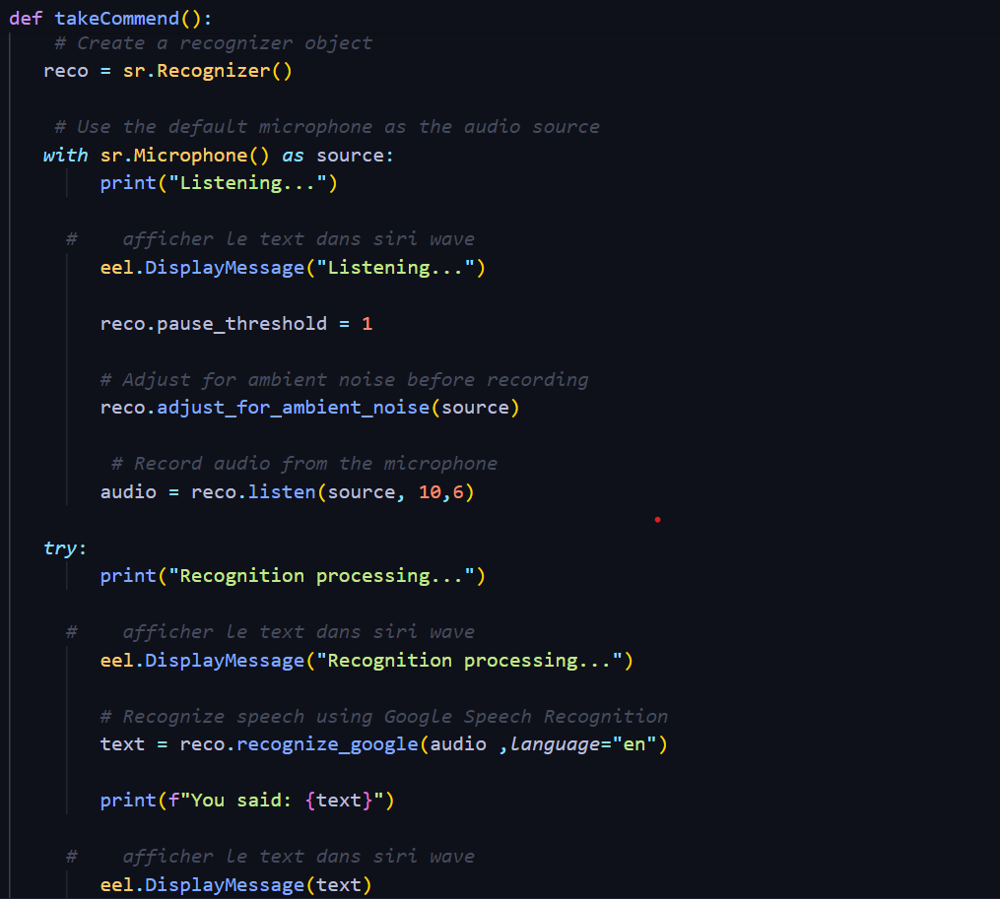 def takeCommend():
# Create a recognizer object
reco = sr.Recognizer()
# Use the default microphone as the audio source
with sr.Microphone() as source:
print("Listening...")
#    afficher le text dans siri wave
eel.DisplayMessage("Listening...")
reco.pause_threshold = 1
# Adjust for ambient noise before recording
reco.adjust_for_ambient_noise(source)
# Record audio from the microphone
audio = reco.listen(source, 10,6)
try:
print("Recognition processing...")
#    afficher le text dans siri wave
eel.DisplayMessage("Recognition processing...")
# Recognize speech using Google Speech Recognition
text = reco.recognize_google(audio ,language="en")
print(f"You said: {text}")
#    afficher le text dans siri wave
eel.DisplayMessage(text)